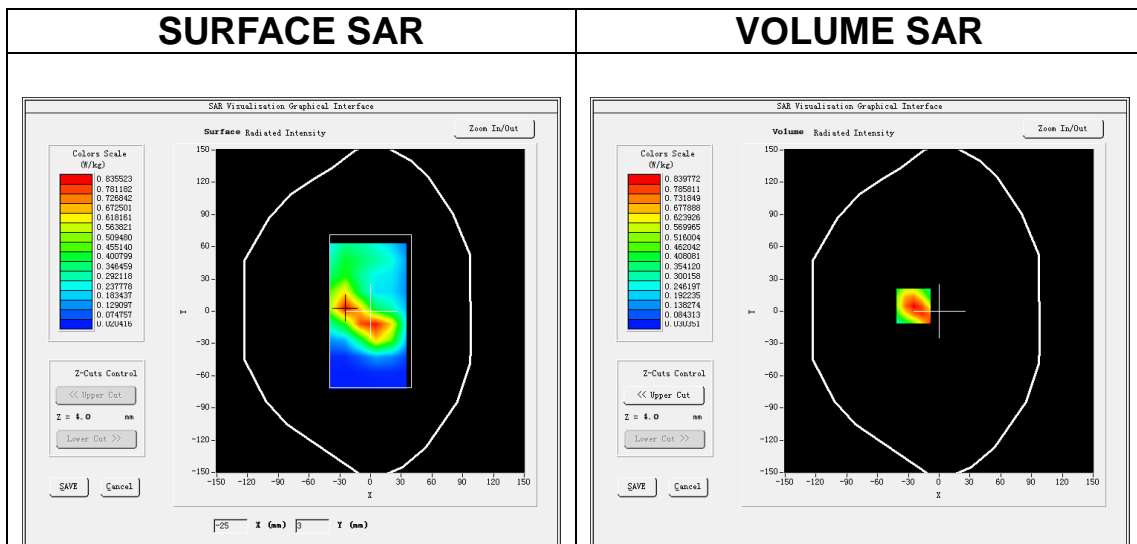 SURFACE SAR
VOLUME SAR
SAR Visualisation Graphical Interface
Surface Radiated Intensity
Zoom In/Out
Colors Scale
(W/kg)
0.835523
0.781182
0.726842
0.672501
0.618161
0.563821
0.509480
0.455140
0.400799
0.346459
0.292118
0.237778
0.183437
0.129097
0.074757
0.020416
Z-Cuts Control
<< Upper Cut
Z = 4.0 mm
Lower Cut >>
SAVE
Cancel
150
120
90
60
30
0
-30
-60
-90
-120
-150
Y
-150 -120 -90 -60 -30 0 30 60 90 120 150
X
-25 X (mm) 3 Y (mm)
SAR Visualisation Graphical Interface
Volume Radiated Intensity
Zoom In/Out
Colors Scale
(W/kg)
0.839772
0.785811
0.731849
0.677888
0.623926
0.569965
0.516004
0.462042
0.408081
0.354120
0.300158
0.246197
0.192235
0.138274
0.084313
0.030351
Z-Cuts Control
<< Upper Cut
Z = 4.0 mm
Lower Cut >>
SAVE
Cancel
150
120
90
60
30
0
-30
-60
-90
-120
-150
Y
-150 -120 -90 -60 -30 0 30 60 90 120 150
X